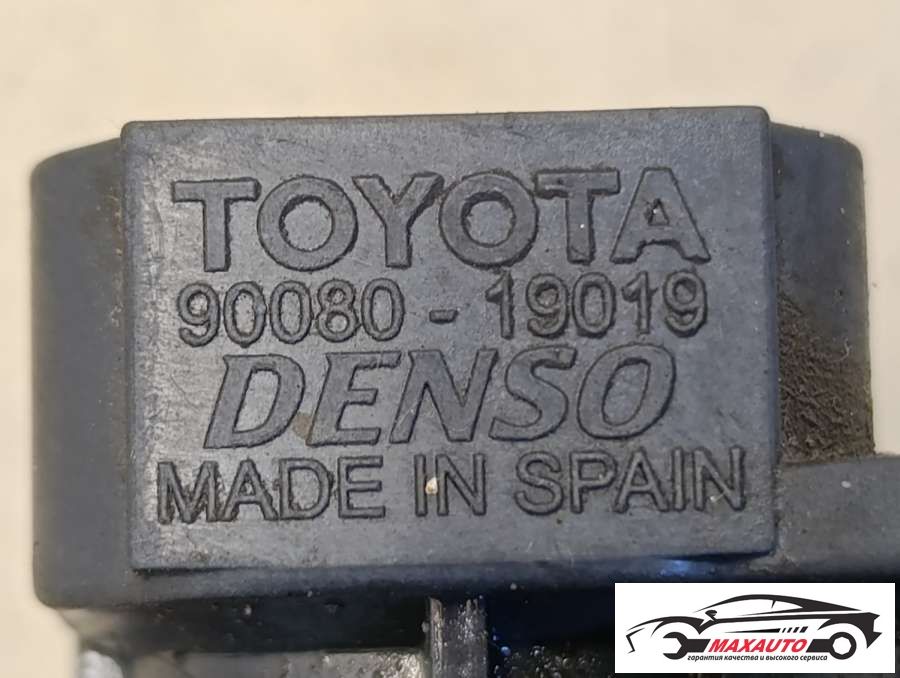 TOYOTA
90080-19019
DENSO
MADE IN SPAIN
MAXAUTO
гарантия качества и высокого сервиса